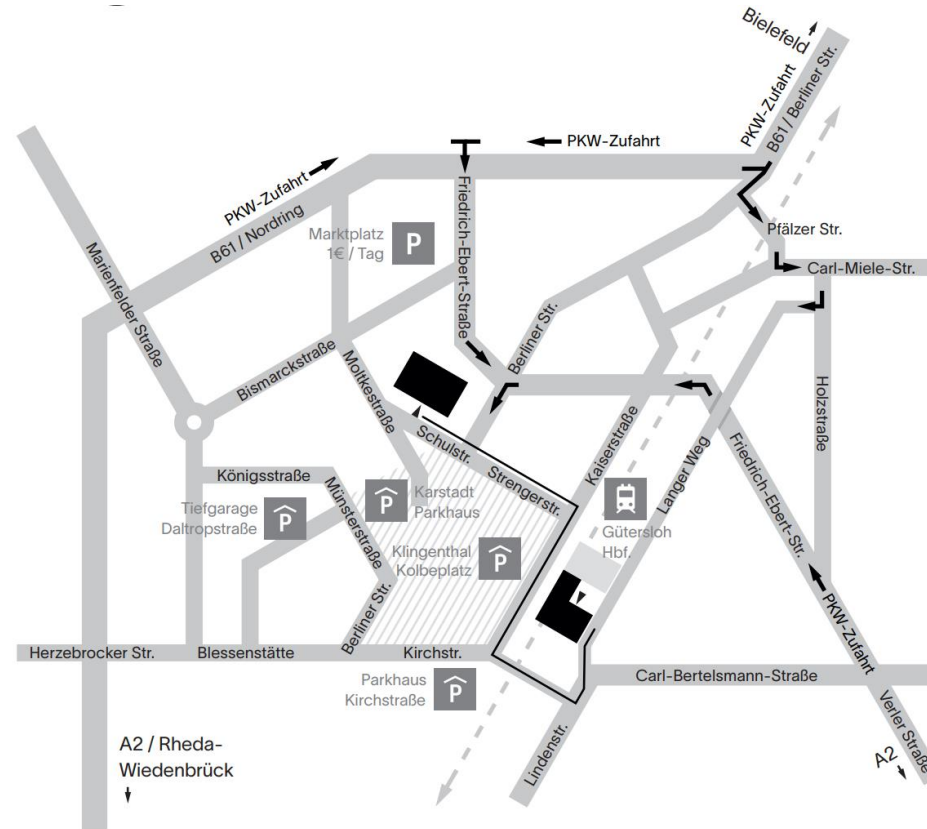 Bielefeld
PKW-Zufahrt
B61 / Berliner Str.
PKW-Zufahrt
PKW-Zufahrt
B61 / Nordring
Friedrich-Ebert-Straße
Marktplatz
1€ / Tag
P
Pfälzer Str.
Carl-Miele-Str.
Marienfelder Straße
Bismarckstraße
Moltkestraße
Berliner Str.
Schulstr.
Strengerstr.
Kaiserstraße
Langer Weg
Holzstraße
Friedrich-Ebert-Str.
Königsstraße
Münsterstraße
Tiefgarage
Daltropstraße
P
P
Karstadt
Parkhaus
Klingenthal
Kolbeplatz
P
Gütersloh
Hbf.
PKW-Zufahrt
Berliner Str.
Herzebrocker Str.
Blessenstätte
Kirchstr.
Parkhaus
Kirchstraße
P
Carl-Bertelsmann-Straße
Verler Straße
A2
Lindenstr.
A2 / Rheda-
Wiedenbrück